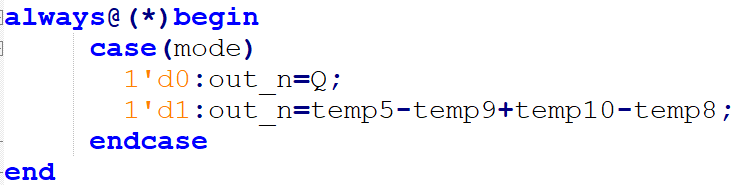 always@(*)begin
case(mode)
1'd0:out_n=Q;
1'd1:out_n=temp5-temp9+temp10-temp8;
endcase
end